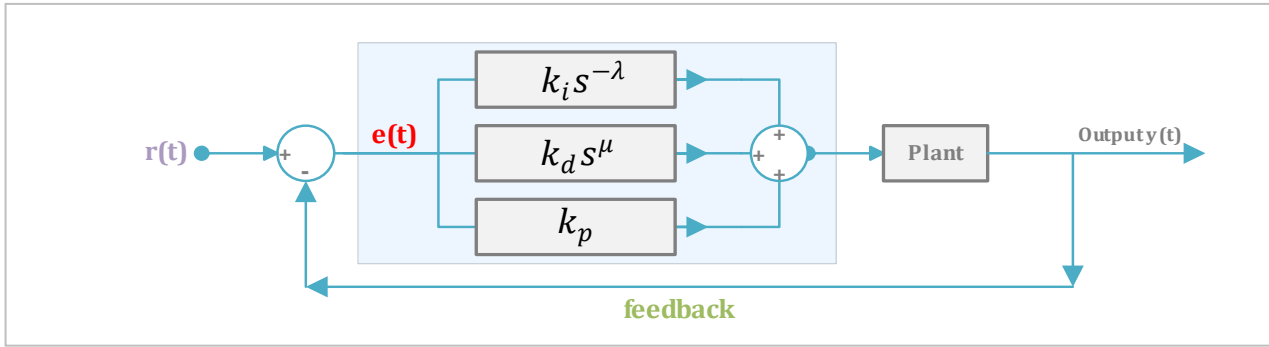 k_i s^{-λ}
r(t)
+
-
e(t)
k_d s^μ
+
+
+
Plant
Output y(t)
k_p
feedback